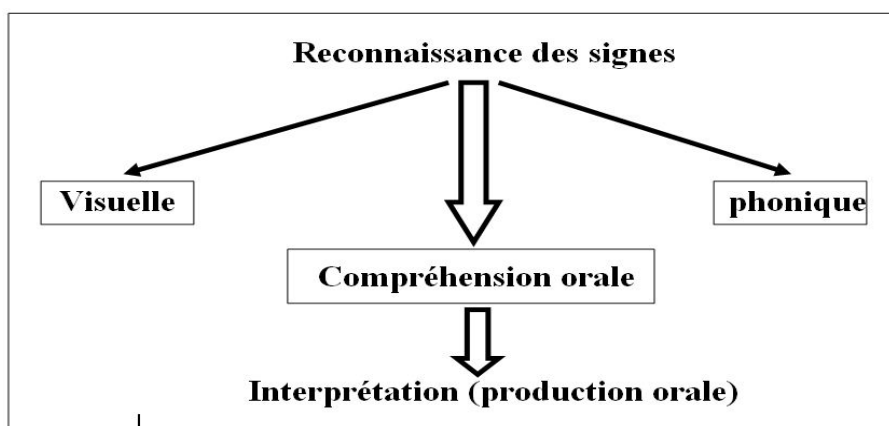 Reconnaissance des signes
Visuelle
phonique
Compréhension orale
Interprétation (production orale)